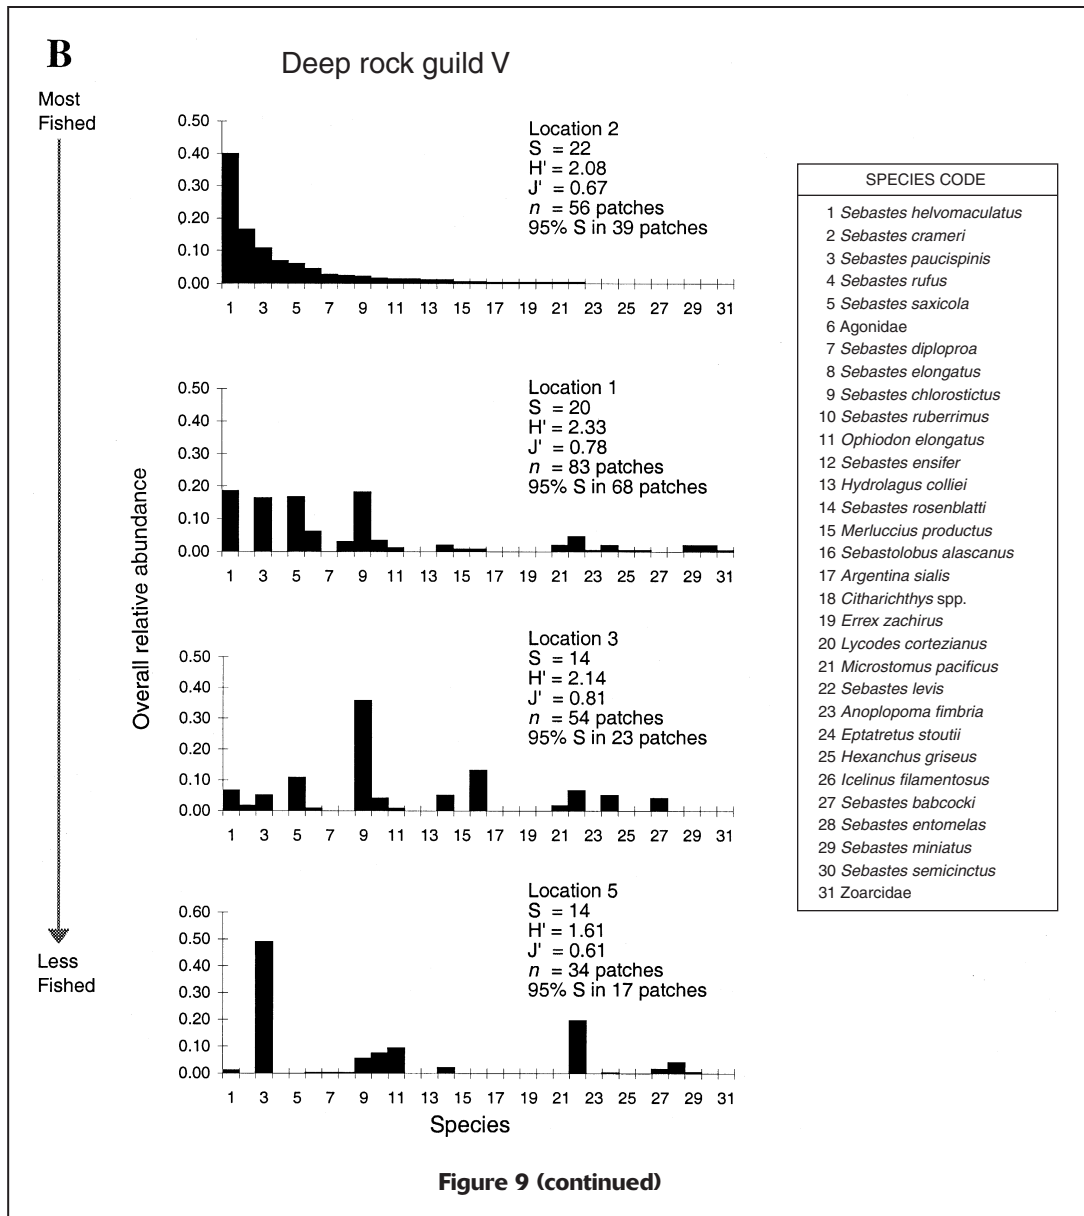 B
Deep rock guild V
Most
Fished
Less
Fished
Overall relative abundance
0.50
0.40
0.30
0.20
0.10
0.00
Location 2
S = 22
H' = 2.08
J' = 0.67
n = 56 patches
95% S in 39 patches
1 3 5 7 9 11 13 15 17 19 21 23 25 27 29 31
0.50
0.40
0.30
0.20
0.10
0.00
Location 1
S = 20
H' = 2.33
J' = 0.78
n = 83 patches
95% S in 68 patches
1 3 5 7 9 11 13 15 17 19 21 23 25 27 29 31
0.50
0.40
0.30
0.20
0.10
0.00
Location 3
S = 14
H' = 2.14
J' = 0.81
n = 54 patches
95% S in 23 patches
1 3 5 7 9 11 13 15 17 19 21 23 25 27 29 31
0.60
0.50
0.40
0.30
0.20
0.10
0.00
Location 5
S = 14
H' = 1.61
J' = 0.61
n = 34 patches
95% S in 17 patches
1 3 5 7 9 11 13 15 17 19 21 23 25 27 29 31
Species
SPECIES CODE
1 Sebastes helvomaculatus
2 Sebastes crameri
3 Sebastes paucispinis
4 Sebastes rufus
5 Sebastes saxicola
6 Agonidae
7 Sebastes diploproa
8 Sebastes elongatus
9 Sebastes chlorostictus
10 Sebastes ruberrimus
11 Ophiodon elongatus
12 Sebastes ensifer
13 Hydrolagus colliei
14 Sebastes rosenblatti
15 Merluccius productus
16 Sebastolobus alascanus
17 Argentina sialis
18 Citharichthys spp.
19 Errex zachirus
20 Lycodes cortezianus
21 Microstomus pacificus
22 Sebastes levis
23 Anoplopoma fimbria
24 Eptatretus stoutii
25 Hexanchus griseus
26 Icelinus filamentosus
27 Sebastes babcocki
28 Sebastes entomelas
29 Sebastes miniatus
30 Sebastes semicinctus
31 Zoarcidae
Figure 9 (continued)